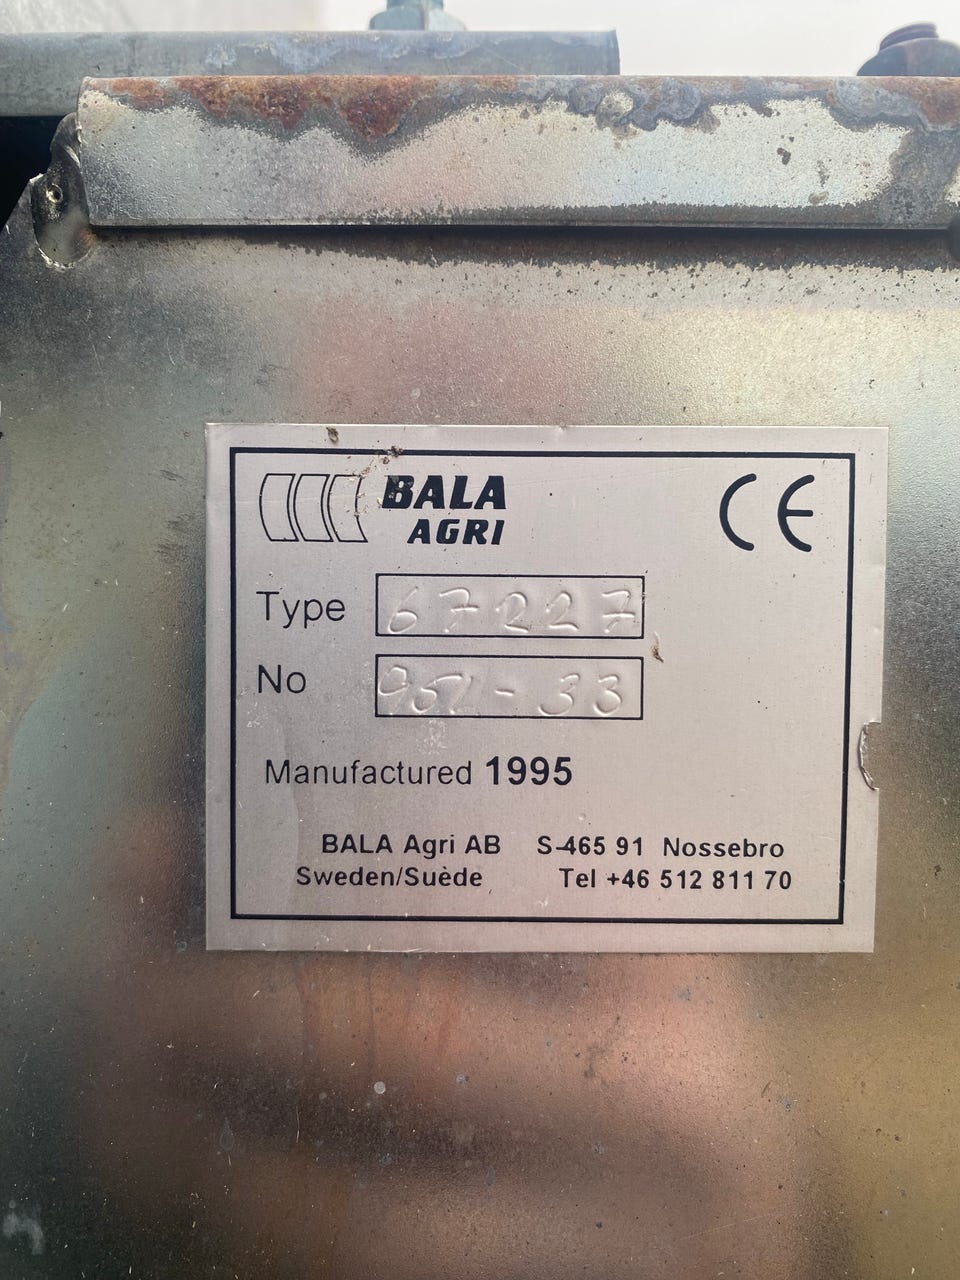 BALA
AGRI
CE
Type 67227
No 951-33
Manufactured 1995
BALA Agri AB S-465 91 Nossebro
Sweden/Suède Tel +46 512 811 70